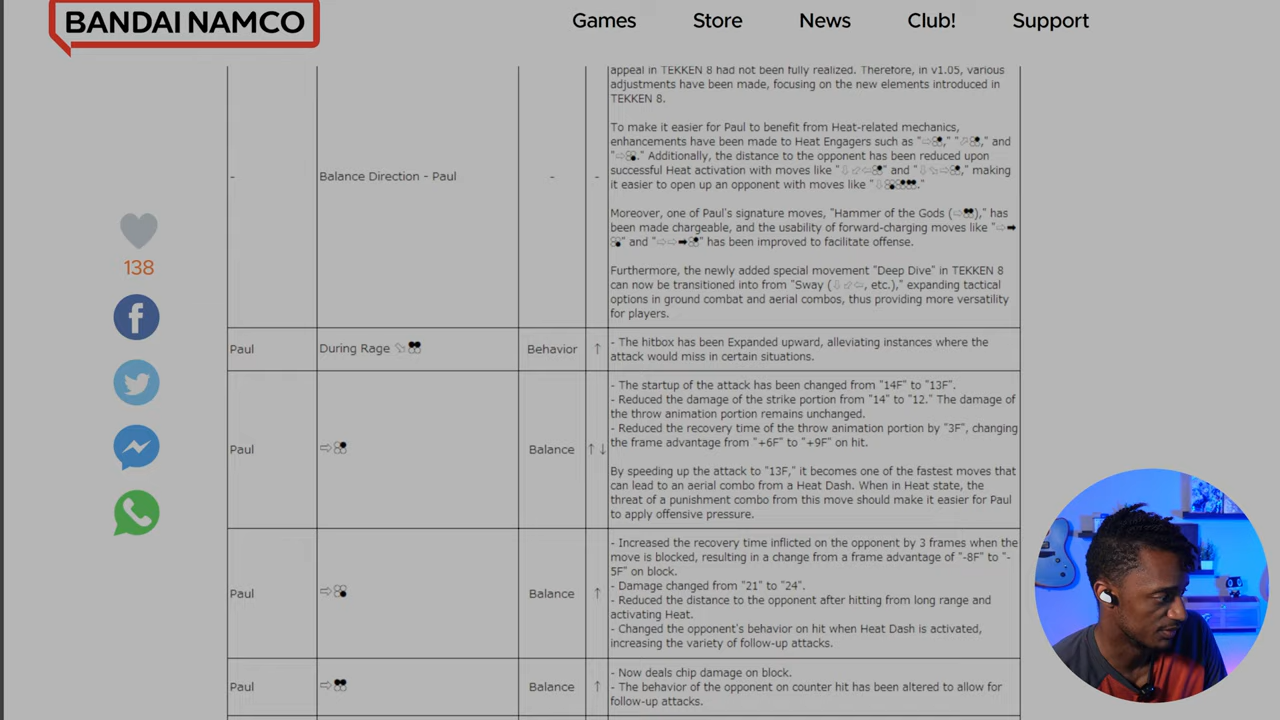 BANDAI NAMCO
Games
Store
News
Club!
Support
138
appeal in TEKKEN 8 had not been fully realized. Therefore, in v1.05, various
adjustments have been made, focusing on the new elements introduced in
TEKKEN 8.
To make it easier for Paul to benefit from Heat-related mechanics,
enhancements have been made to Heat Engagers such as "⇨," "⬀," and
"⇨." Additionally, the distance to the opponent has been reduced upon
successful Heat activation with moves like "⇩⬃⇦" and "⇩⬂⇨," making
it easier to open up an opponent with moves like "⇩."
Moreover, one of Paul's signature moves, "Hammer of the Gods (⇨)," has
been made chargeable, and the usability of forward-charging moves like "⇨➡
" and "⇨⇨➡" has been improved to facilitate offense.
Furthermore, the newly added special movement "Deep Dive" in TEKKEN 8
can now be transitioned into from "Sway (⇩⬃⇦, etc.)," expanding tactical
options in ground combat and aerial combos, thus providing more versatility
for players.
-
Balance Direction - Paul
-
-
Paul
During Rage ⬂
Behavior
↑
- The hitbox has been Expanded upward, alleviating instances where the
attack would miss in certain situations.
Paul
⇨
Balance
↑↓
- The startup of the attack has been changed from "14F" to "13F".
- Reduced the damage of the strike portion from "14" to "12." The damage of
the throw animation portion remains unchanged.
- Reduced the recovery time of the throw animation portion by "3F", changing
the frame advantage from "+6F" to "+9F" on hit.
By speeding up the attack to "13F," it becomes one of the fastest moves that
can lead to an aerial combo from a Heat Dash. When in Heat state, the
threat of a punishment combo from this move should make it easier for Paul
to apply offensive pressure.
Paul
⇨
Balance
↑
- Increased the recovery time inflicted on the opponent by 3 frames when the
move is blocked, resulting in a change from a frame advantage of "-8F" to "-
5F" on block.
- Damage changed from "21" to "24".
- Reduced the distance to the opponent after hitting from long range and
activating Heat.
- Changed the opponent's behavior on hit when Heat Dash is activated,
increasing the variety of follow-up attacks.
Paul
⇨
Balance
↑
- Now deals chip damage on block.
- The behavior of the opponent on counter hit has been altered to allow for
follow-up attacks.